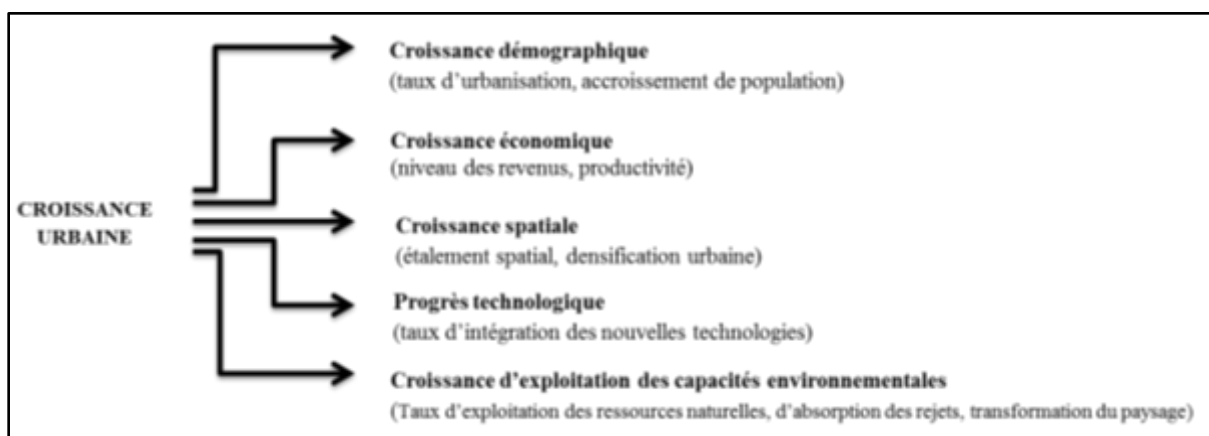 Croissance démographique
(taux d'urbanisation, accroissement de population)
Croissance économique
(niveau des revenus, productivité)
CROISSANCE
URBAINE
Croissance spatiale
(étalement spatial, densification urbaine)
Progrès technologique
(taux d'intégration des nouvelles technologies)
Croissance d'exploitation des capacités environnementales
(Taux d'exploitation des ressources naturelles, d'absorption des rejets, transformation du paysage)